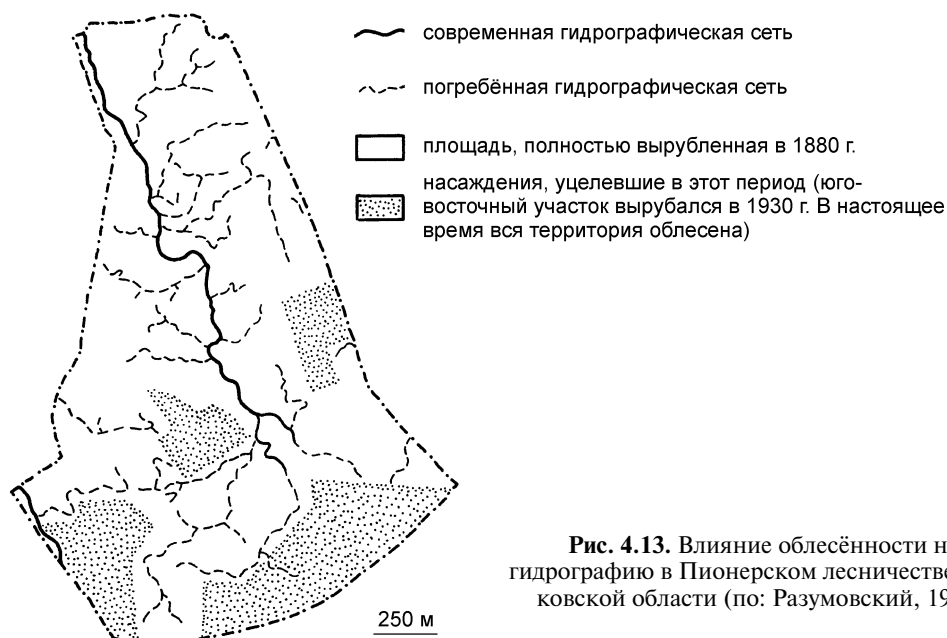 современная гидрографическая сеть
погребённая гидрографическая сеть
площадь, полностью вырубленная в 1880 г.
насаждения, уцелевшие в этот период (юго-
восточный участок вырубался в 1930 г. В настоящее
время вся территория облесена)
Рис. 4.13. Влияние облесённости
гидрографию в Пионерском
ковской области (по: Разумовский,
250 м